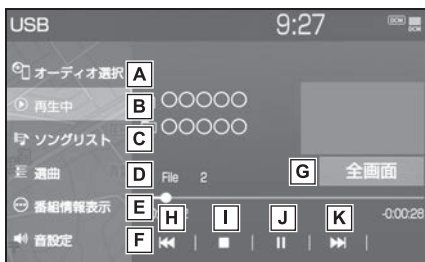 USB 9:27 DCM DCM
オーディオ選択 A
再生中 B ○○○○○
ソングリスト C ○○○○○
選曲 D File 2 G 全画面
番組情報表示 E -0:00:28
音設定 F H I J K